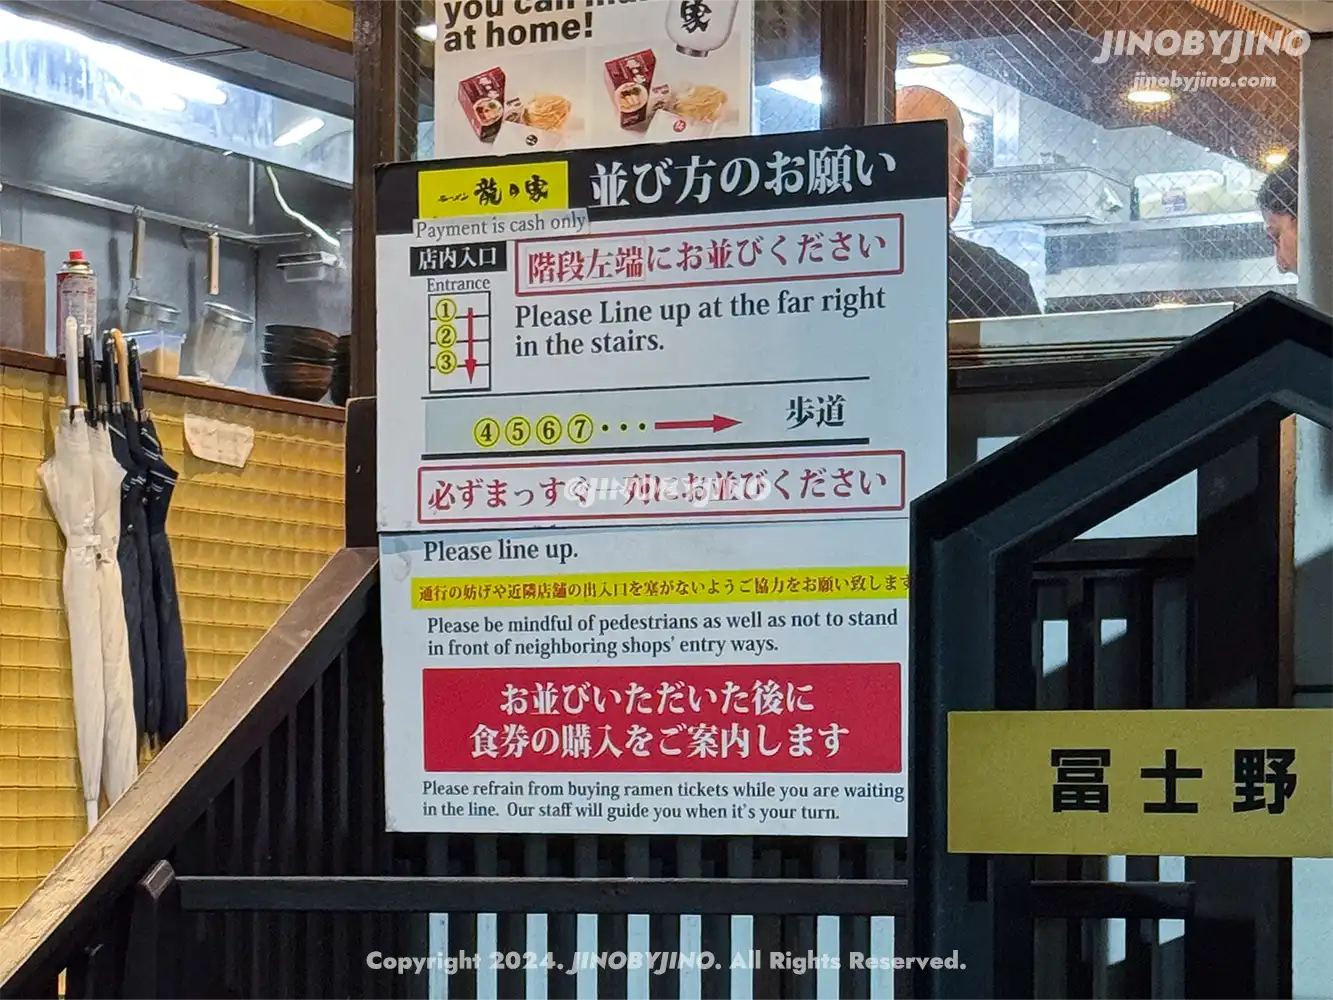 you can
at home!
家
JINOBYJINO
jinobyjino.com
ラーメン 龍の家
並び方のお願い
Payment is cash only
店内入口
Entrance
階段左端にお並びください
Please Line up at the far right
in the stairs.
①
②
③
④⑤⑥⑦・・・
歩道
必ずまっすぐ一列にお並びください
@JINOBYJINO
Please line up.
通行の妨げや近隣店舗の出入口を塞がないようご協力をお願い致します
Please be mindful of pedestrians as well as not to stand
in front of neighboring shops' entry ways.
お並びいただいた後に
食券の購入をご案内します
Please refrain from buying ramen tickets while you are waiting
in the line. Our staff will guide you when it's your turn.
冨士野
Copyright 2024. JINOBYJINO. All Rights Reserved.